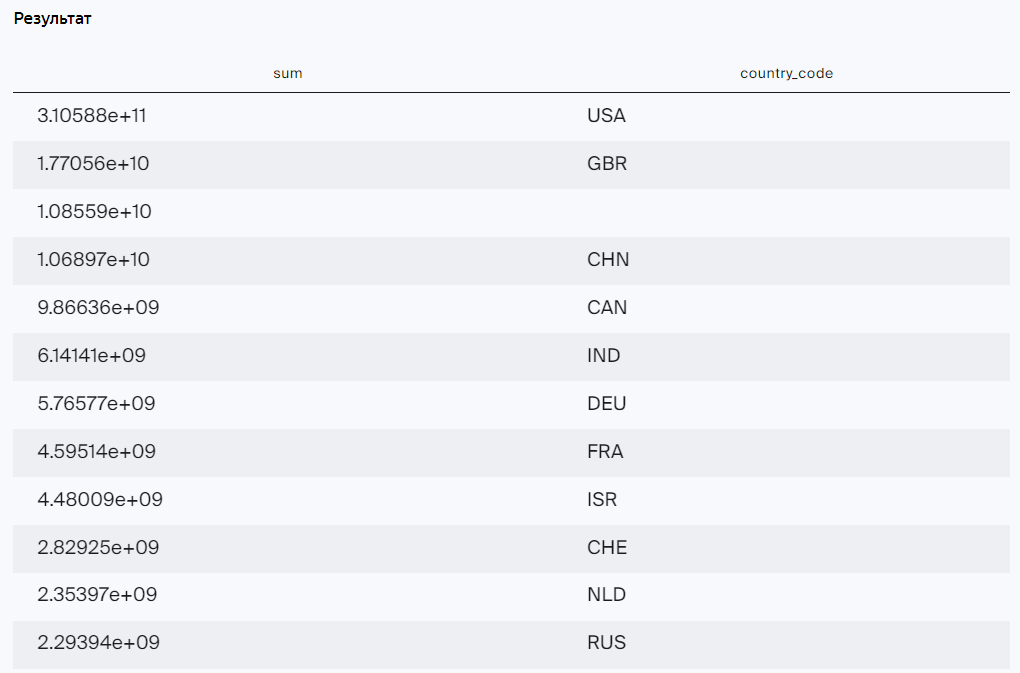 Результат
sum country_code
3.10588e+11 USA
1.77056e+10 GBR
1.08559e+10
1.06897e+10 CHN
9.86636e+09 CAN
6.14141e+09 IND
5.76577e+09 DEU
4.59514e+09 FRA
4.48009e+09 ISR
2.82925e+09 CHE
2.35397e+09 NLD
2.29394e+09 RUS